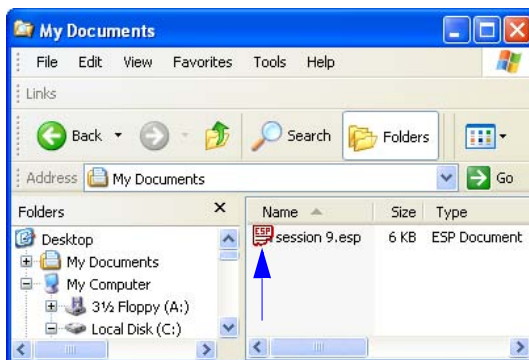 My Documents
File Edit View Favorites Tools Help
Links
Back Search Folders
Address My Documents Go
Folders
Desktop
My Documents
My Computer
3½ Floppy (A:)
Local Disk (C:)
Name Size Type
ESP session 9.esp 6 KB ESP Document